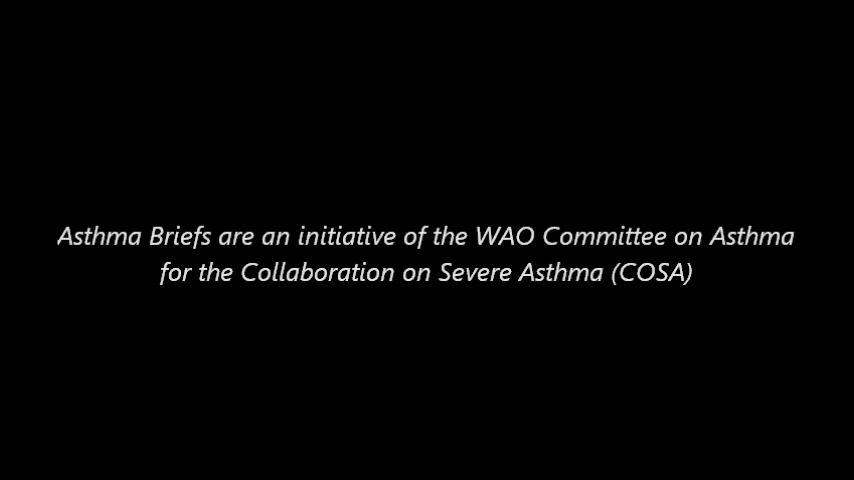 Asthma Briefs are an initiative of the WAO Committee on Asthma
for the Collaboration on Severe Asthma (COSA)